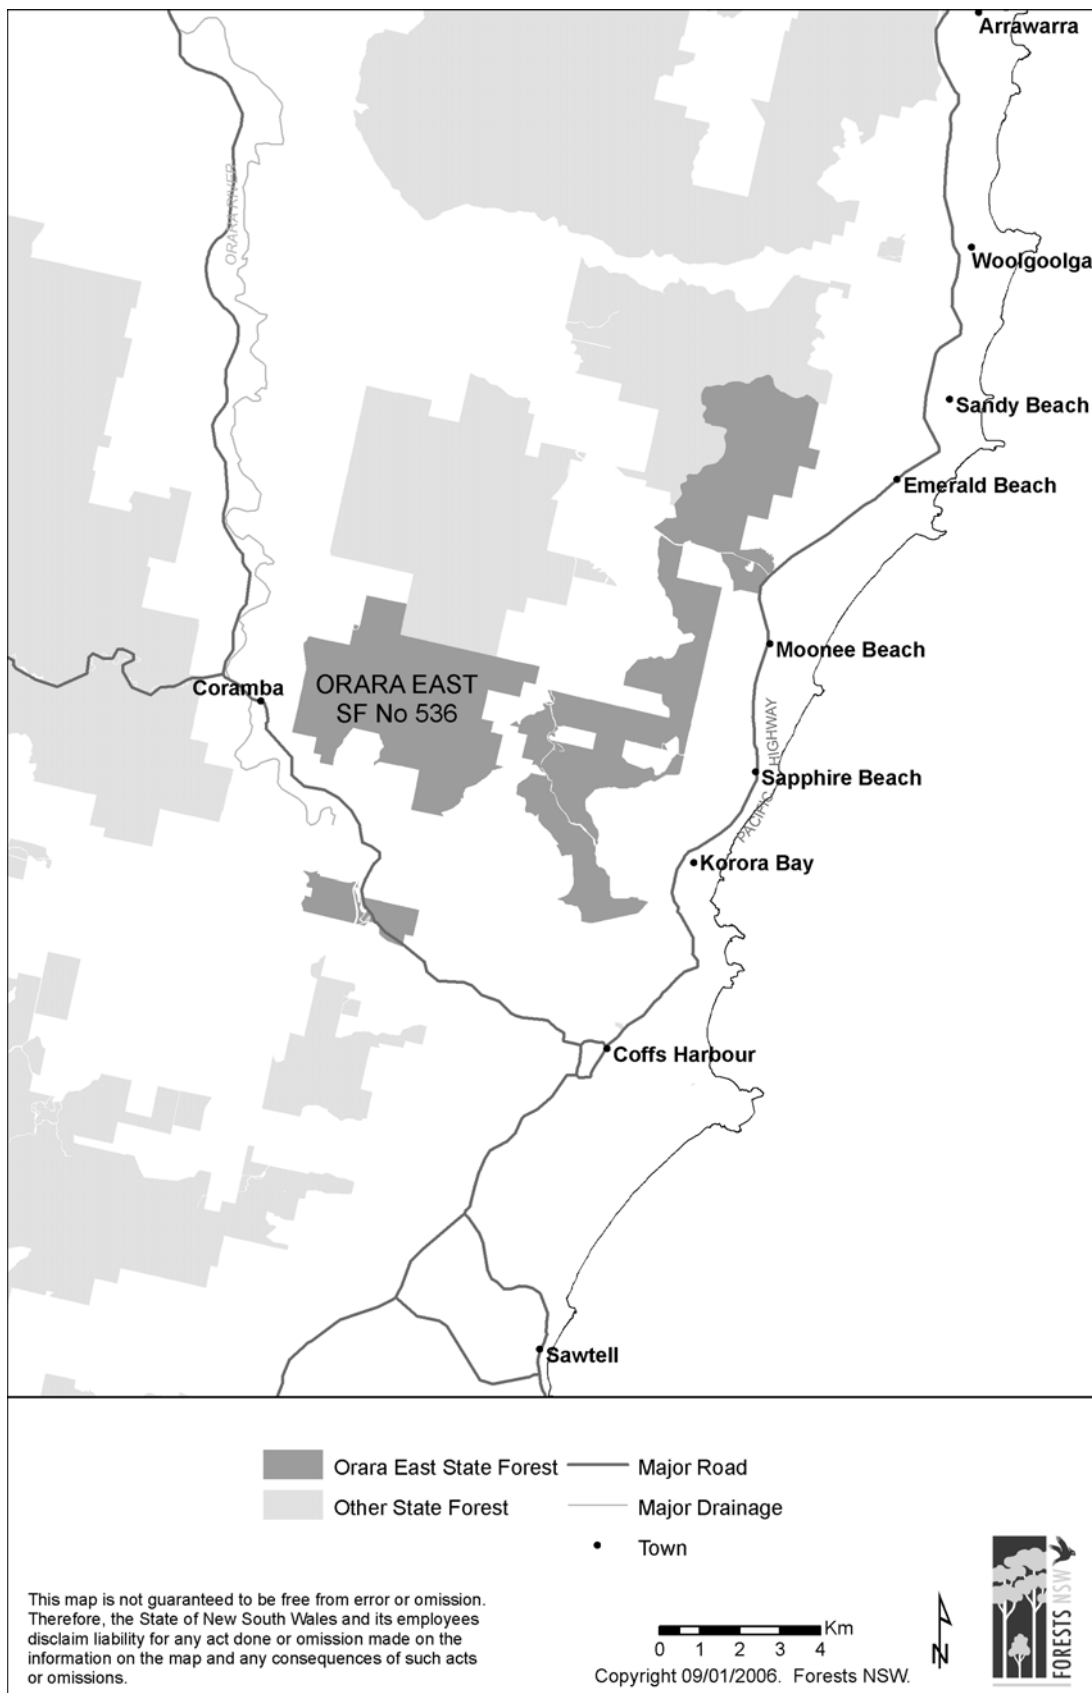 Arrawarra
ORARA RIVER
Woolgoolga
Sandy Beach
Emerald Beach
Moonee Beach
Coramba
ORARA EAST
SF No 536
PACIFIC HIGHWAY
Sapphire Beach
Korora Bay
Coffs Harbour
Sawtell
Orara East State Forest
Major Road
Other State Forest
Major Drainage
Town
This map is not guaranteed to be free from error or omission.
Therefore, the State of New South Wales and its employees
disclaim liability for any act done or omission made on the
information on the map and any consequences of such acts
or omissions.
Km
0 1 2 3 4
Copyright 09/01/2006. Forests NSW.
N
FORESTS NSW